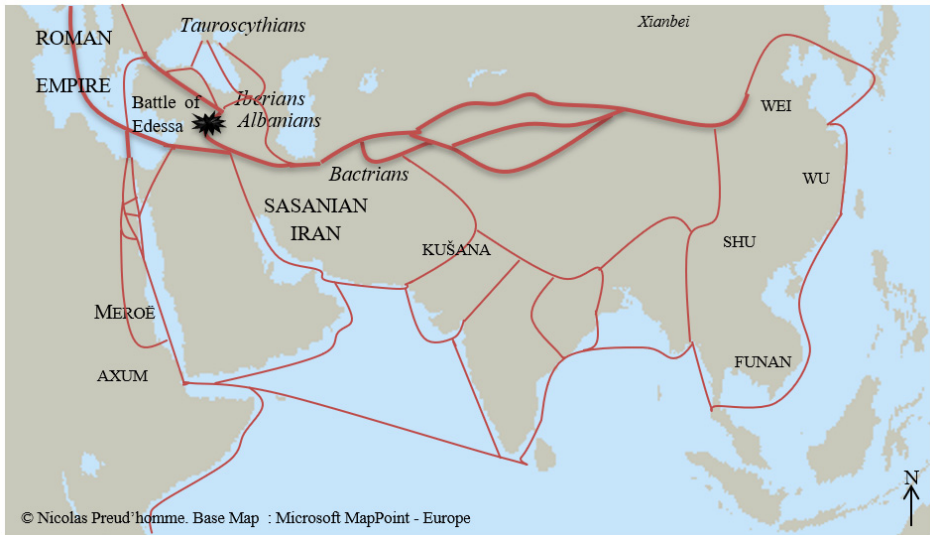 Tauroscythians
Xianbei
ROMAN
EMPIRE
Battle of
Edessa
Iberians
Albanians
WEI
Bactrians
WU
SASANIAN
IRAN
KUŠANA
SHU
MEROË
AXUM
FUNAN
N
© Nicolas Preud’homme. Base Map : Microsoft MapPoint - Europe